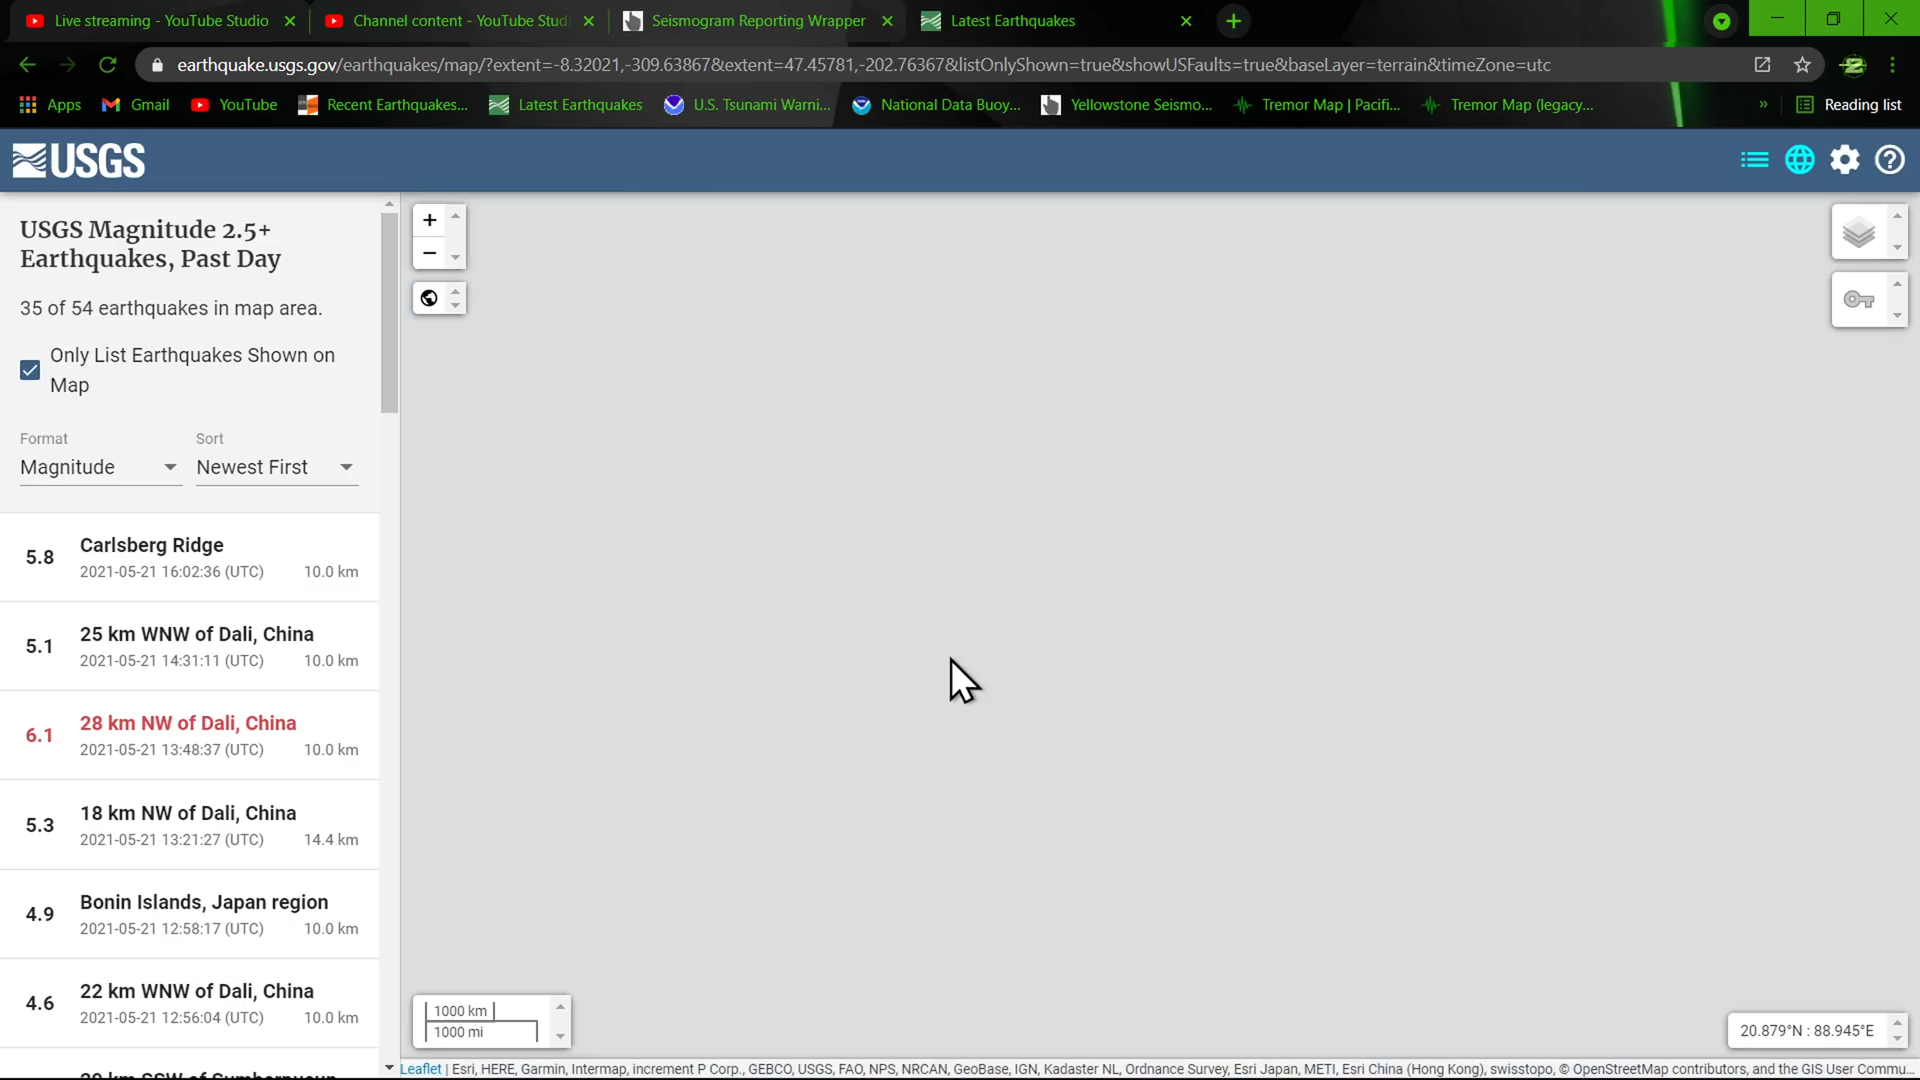 Live streaming - YouTube Studio
Channel content - YouTube Stud
Seismogram Reporting Wrapper
Latest Earthquakes
earthquake.usgs.gov/earthquakes/map/?extent=-8.32021,-309.63867&extent=47.45781,-202.76367&listOnlyShown=true&showUSFaults=true&baseLayer=terrain&timeZone=utc
Apps
Gmail
YouTube
Recent Earthquakes...
Latest Earthquakes
U.S. Tsunami Warni...
National Data Buoy...
Yellowstone Seismo...
Tremor Map | Pacifi...
Tremor Map (legacy...
»
Reading list
USGS
USGS Magnitude 2.5+
Earthquakes, Past Day
35 of 54 earthquakes in map area.
Only List Earthquakes Shown on
Map
Format
Sort
Magnitude
Newest First
5.8
Carlsberg Ridge
2021-05-21 16:02:36 (UTC) 10.0 km
5.1
25 km WNW of Dali, China
2021-05-21 14:31:11 (UTC) 10.0 km
6.1
28 km NW of Dali, China
2021-05-21 13:48:37 (UTC) 10.0 km
5.3
18 km NW of Dali, China
2021-05-21 13:21:27 (UTC) 14.4 km
4.9
Bonin Islands, Japan region
2021-05-21 12:58:17 (UTC) 10.0 km
4.6
22 km WNW of Dali, China
2021-05-21 12:56:04 (UTC) 10.0 km
+
−
1000 km
1000 mi
20.879°N : 88.945°E
Leaflet | Esri, HERE, Garmin, Intermap, increment P Corp., GEBCO, USGS, FAO, NPS, NRCAN, GeoBase, IGN, Kadaster NL, Ordnance Survey, Esri Japan, METI, Esri China (Hong Kong), swisstopo, © OpenStreetMap contributors, and the GIS User Commu...